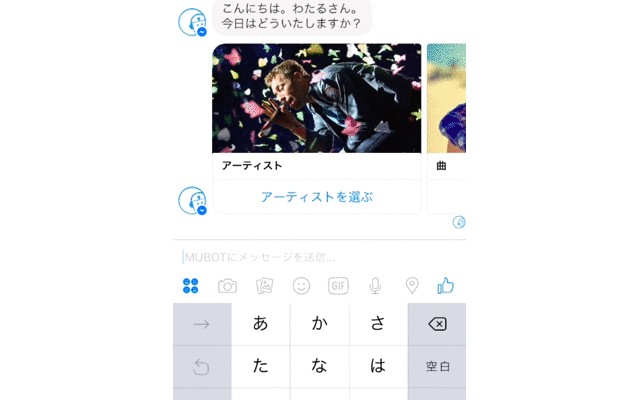 こんにちは。わたるさん。
今日はどういたしますか？
アーティスト
曲
アーティストを選ぶ
MUBOTにメッセージを送信...
GIF
あ
か
さ
た
な
は
空白